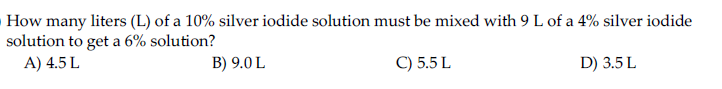 How many liters (L) of a 10% silver iodide solution must be mixed with 9 L of a 4% silver iodide
solution to get a 6% solution?
A) 4.5 L B) 9.0 L C) 5.5 L D) 3.5 L